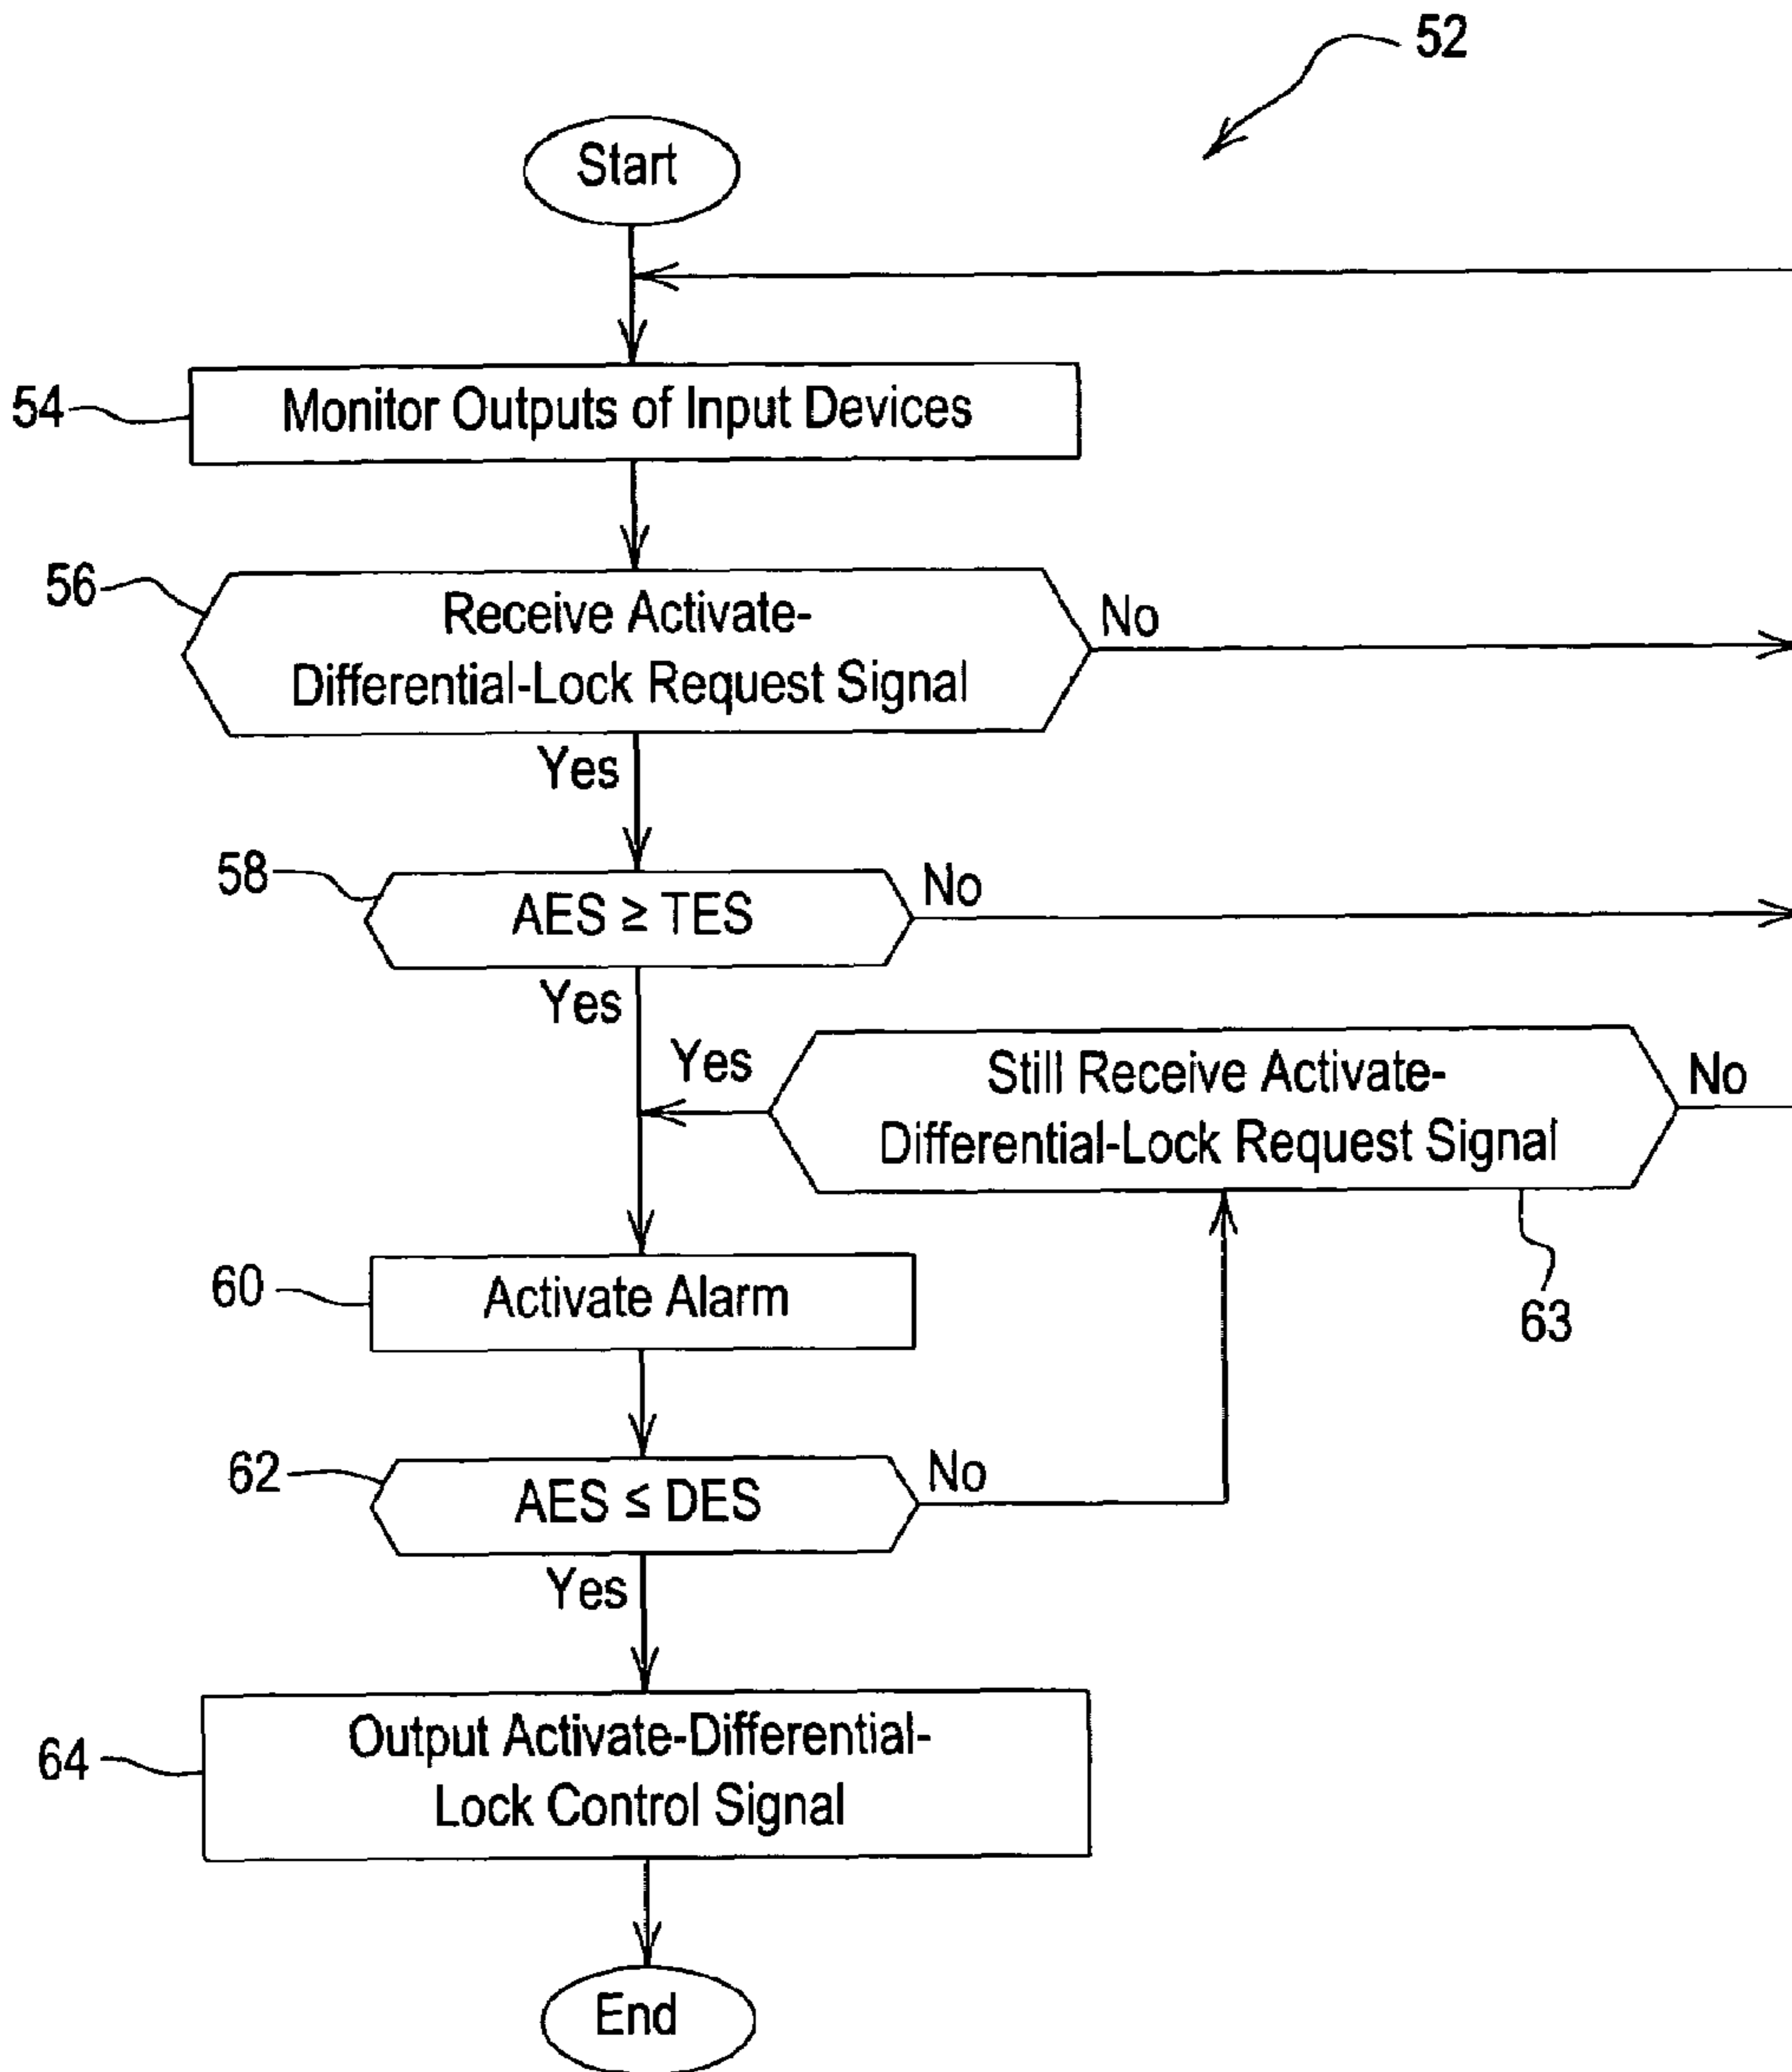 52
Start
54
Monitor Outputs of Input Devices
56
Receive Activate-
Differential-Lock Request Signal
No
Yes
58
AES ≥ TES
No
Yes
Yes
Still Receive Activate-
Differential-Lock Request Signal
No
63
60
Activate Alarm
62
AES ≤ DES
No
Yes
64
Output Activate-Differential-
Lock Control Signal
End